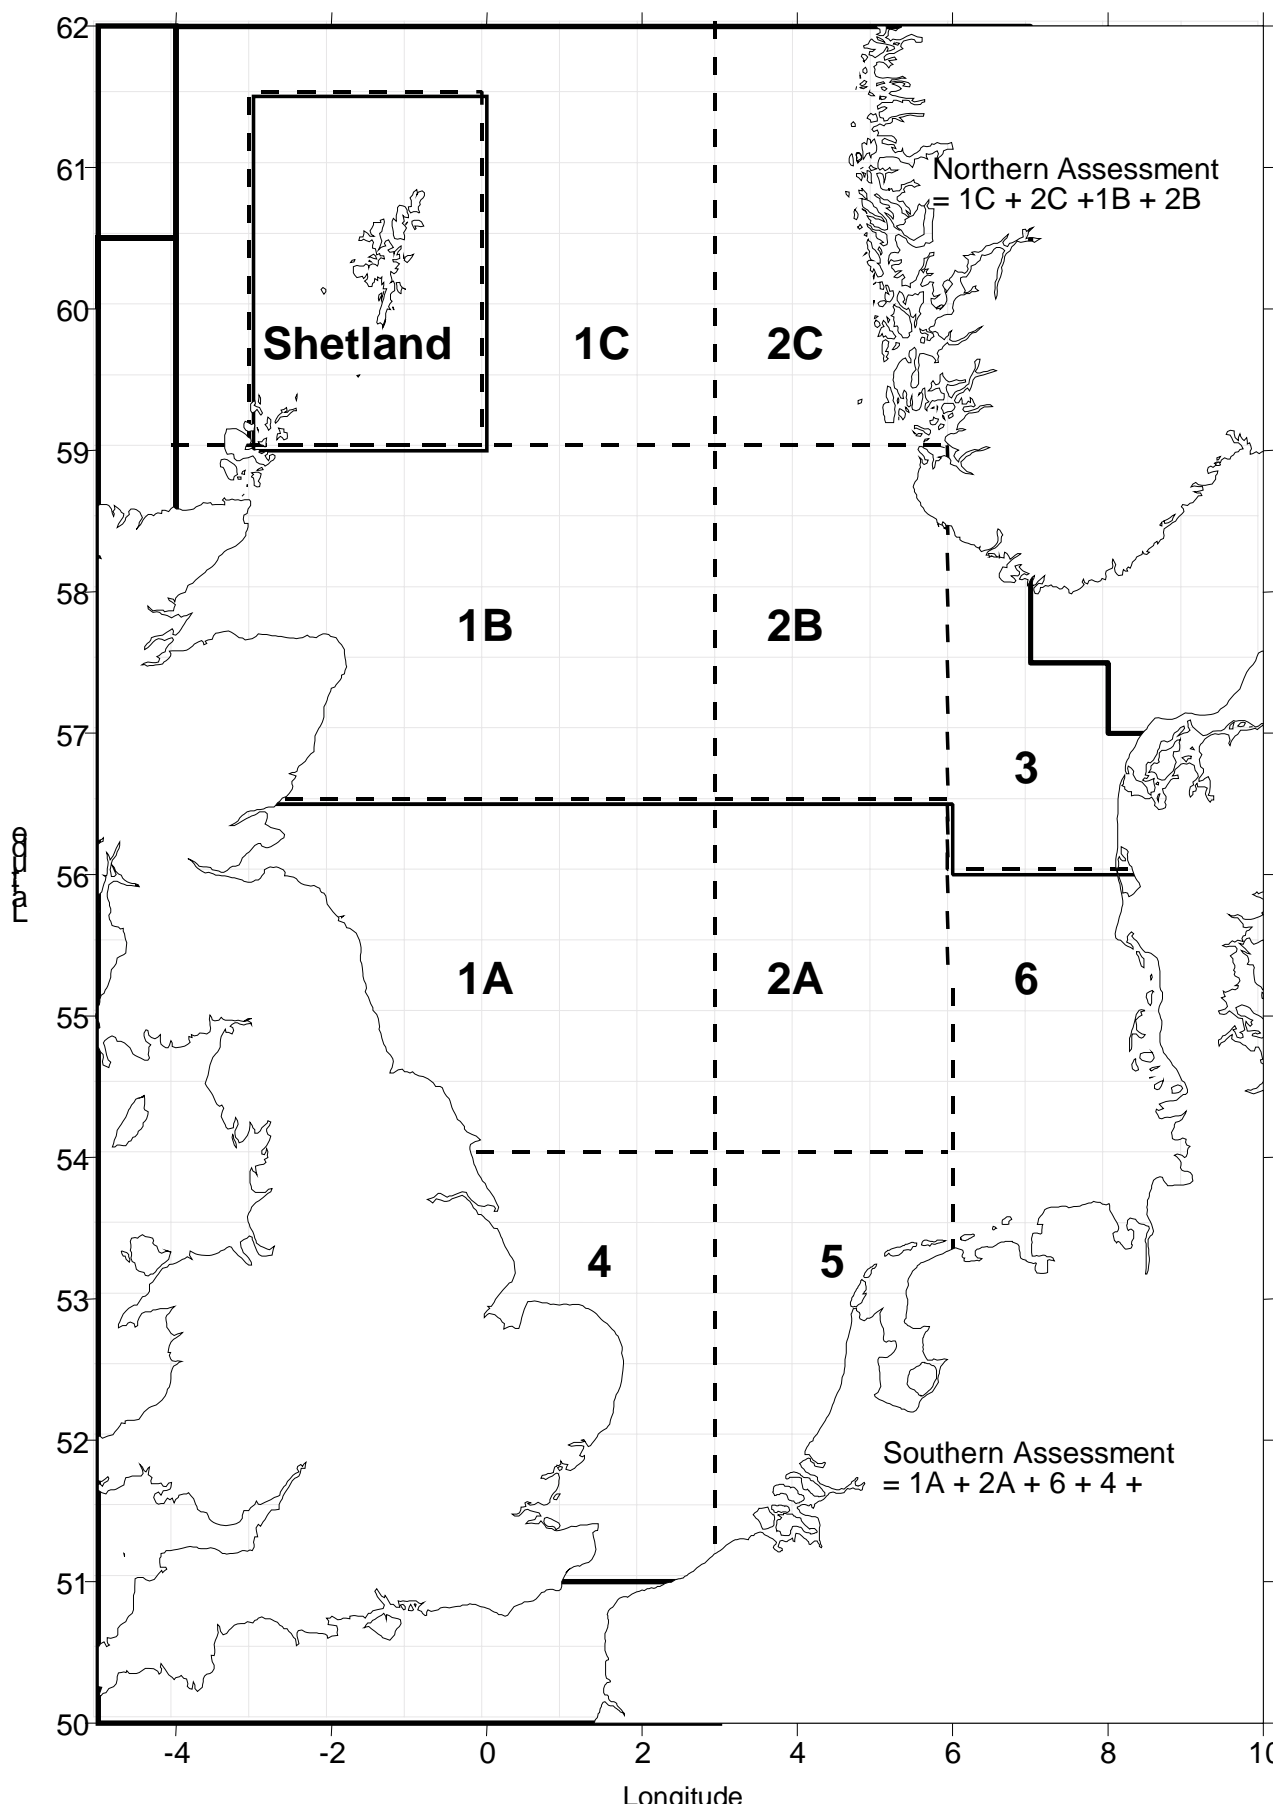 62
61
Northern Assessment
= 1C + 2C +1B + 2B
60
Shetland
1C
2C
59
58
1B
2B
57
3
Latitude
56
1A
2A
6
55
54
4
5
53
52
Southern Assessment
= 1A + 2A + 6 + 4 +
51
50
-4 -2 0 2 4 6 8 10
Longitude